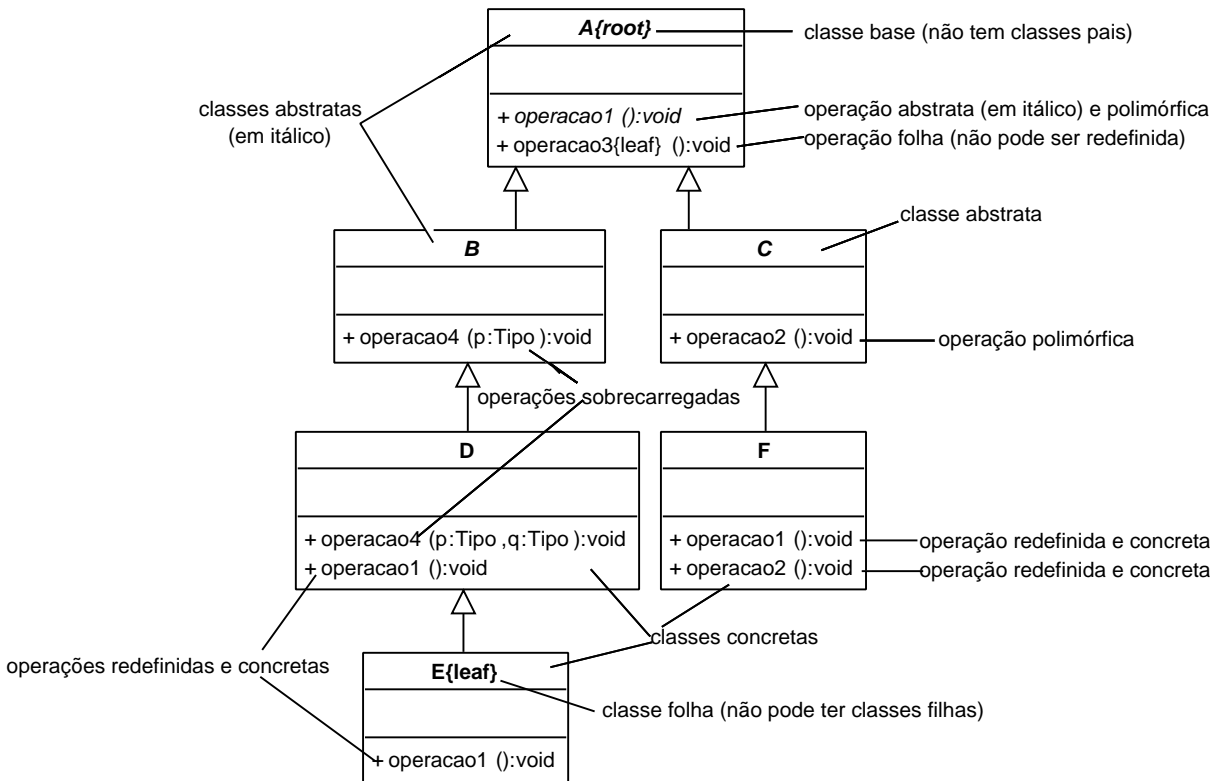 A{root}
classe base (não tem classes pais)
classes abstratas
(em itálico)
+ operacao1 ():void
operação abstrata (em itálico) e polimórfica
+ operacao3{leaf} ():void
operação folha (não pode ser redefinida)
classe abstrata
B
C
+ operacao4 (p:Tipo ):void
+ operacao2 ():void
operação polimórfica
operações sobrecarregadas
D
F
+ operacao4 (p:Tipo ,q:Tipo ):void
+ operacao1 ():void
+ operacao1 ():void
operação redefinida e concreta
+ operacao2 ():void
operação redefinida e concreta
classes concretas
operações redefinidas e concretas
E{leaf}
classe folha (não pode ter classes filhas)
+ operacao1 ():void